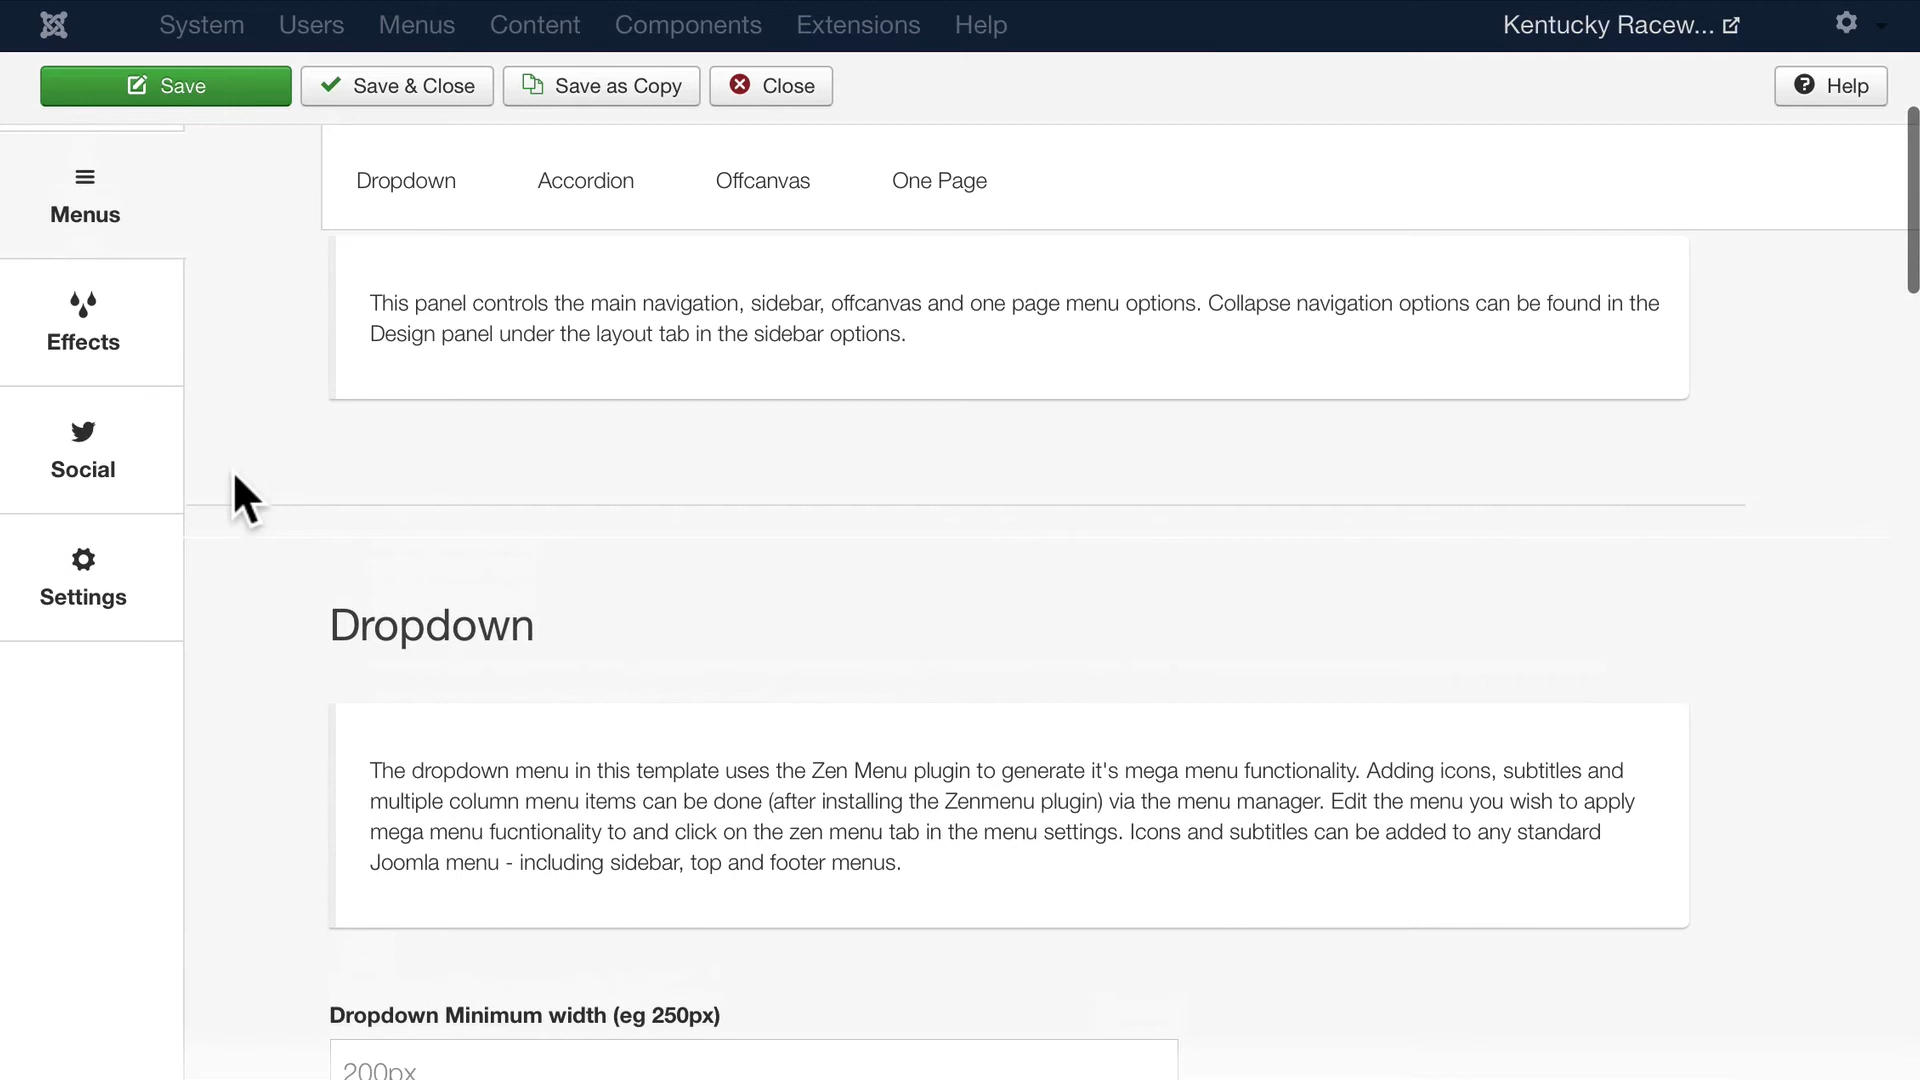 System Users Menus Content Components Extensions Help Kentucky Racew...
Save Save & Close Save as Copy Close Help
Menus
Effects
Social
Settings
Dropdown Accordion Offcanvas One Page
This panel controls the main navigation, sidebar, offcanvas and one page menu options. Collapse navigation options can be found in the
Design panel under the layout tab in the sidebar options.
Dropdown
The dropdown menu in this template uses the Zen Menu plugin to generate it's mega menu functionality. Adding icons, subtitles and
multiple column menu items can be done (after installing the Zenmenu plugin) via the menu manager. Edit the menu you wish to apply
mega menu fucntionality to and click on the zen menu tab in the menu settings. Icons and subtitles can be added to any standard
Joomla menu - including sidebar, top and footer menus.
Dropdown Minimum width (eg 250px)
200px